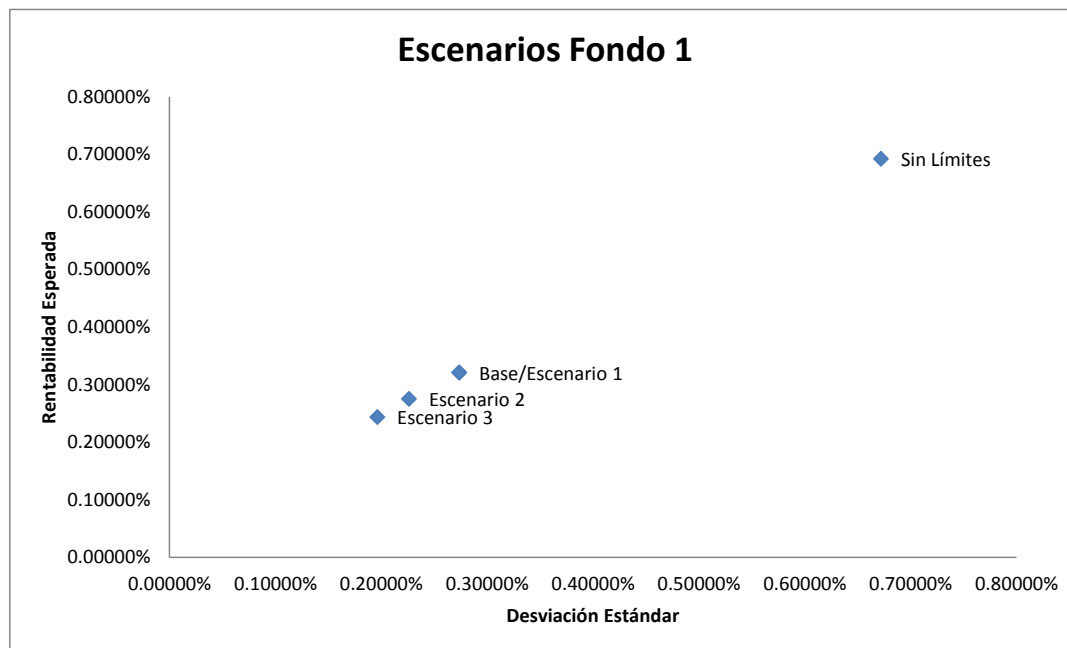 Escenarios Fondo 1
0.80000%
0.70000%
0.60000%
0.50000%
0.40000%
0.30000%
0.20000%
0.10000%
0.00000%
Rentabilidad Esperada
Sin Límites
Base/Escenario 1
Escenario 2
Escenario 3
0.00000% 0.10000% 0.20000% 0.30000% 0.40000% 0.50000% 0.60000% 0.70000% 0.80000%
Desviación Estándar